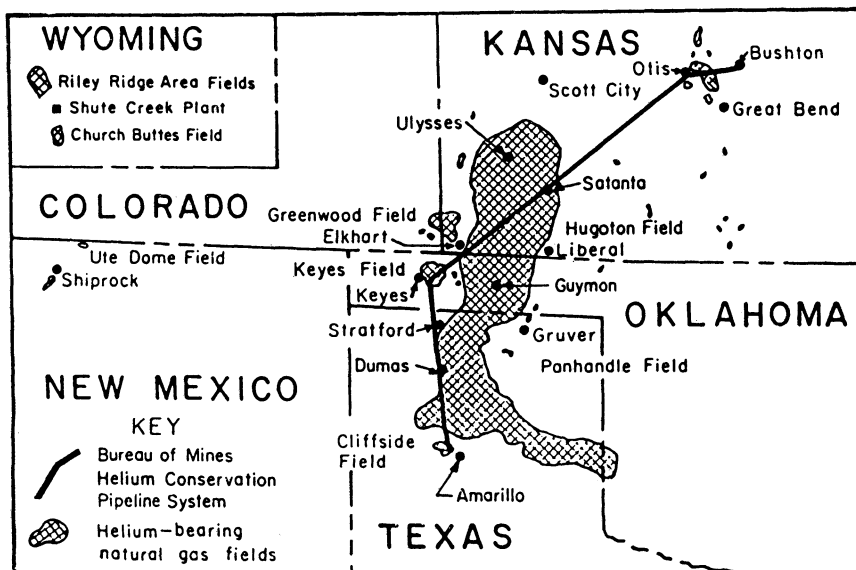 WYOMING
Riley Ridge Area Fields
Shute Creek Plant
Church Buttes Field
KANSAS
Otis
Bushton
Scott City
Great Bend
Ulysses
Satanta
COLORADO
Greenwood Field
Elkhart
Hugoton Field
Liberal
Ute Dome Field
Shiprock
Keyes Field
Keyes
Guymon
OKLAHOMA
Stratford
Gruver
Dumas
Panhandle Field
NEW MEXICO
KEY
Bureau of Mines
Helium Conservation
Pipeline System
Helium-bearing
natural gas fields
Cliffside
Field
Amarillo
TEXAS